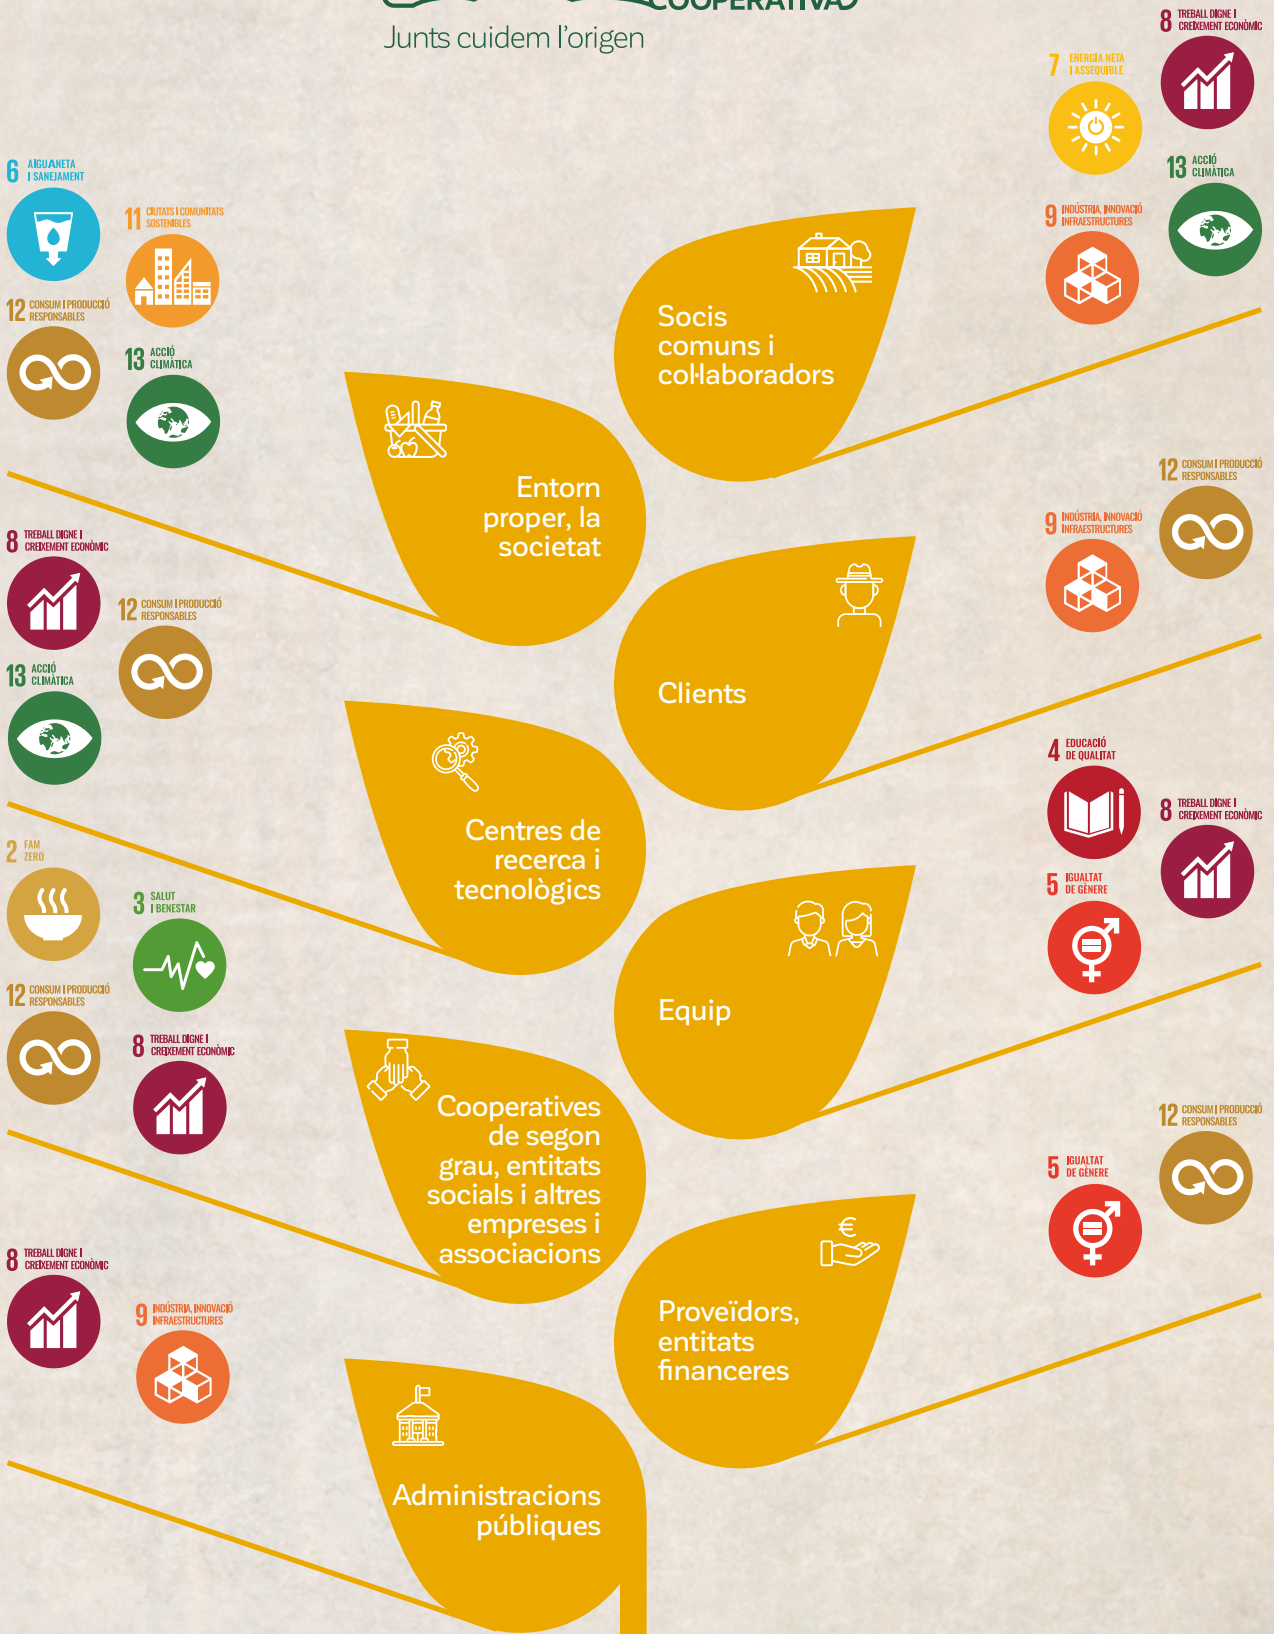 COOPERATIVA
Junts cuidem l'origen
8 TREBALL DIGNE I
CREIXEMENT ECONÒMIC
7 ENERGIA NETA
I ASSEQUIBLE
13 ACCIÓ
CLIMÀTICA
9 INDÚSTRIA, INNOVACIÓ
INFRAESTRUCTURES
6 AIGUA NETA
I SANEJAMENT
11 CIUTATS I COMUNITATS
SOSTENIBLES
12 CONSUM I PRODUCCIÓ
RESPONSABLES
13 ACCIÓ
CLIMÀTICA
Socis
comuns i
col·laboradors
Entorn
proper, la
societat
12 CONSUM I PRODUCCIÓ
RESPONSABLES
9 INDÚSTRIA, INNOVACIÓ
INFRAESTRUCTURES
8 TREBALL DIGNE I
CREIXEMENT ECONÒMIC
12 CONSUM I PRODUCCIÓ
RESPONSABLES
13 ACCIÓ
CLIMÀTICA
Clients
Centres de
recerca i
tecnològics
4 EDUCACIÓ
DE QUALITAT
8 TREBALL DIGNE I
CREIXEMENT ECONÒMIC
5 IGUALTAT
DE GÈNERE
2 FAM
ZERO
3 SALUT
I BENESTAR
12 CONSUM I PRODUCCIÓ
RESPONSABLES
8 TREBALL DIGNE I
CREIXEMENT ECONÒMIC
Equip
Cooperatives
de segon
grau, entitats
socials i altres
empreses i
associacions
12 CONSUM I PRODUCCIÓ
RESPONSABLES
5 IGUALTAT
DE GÈNERE
8 TREBALL DIGNE I
CREIXEMENT ECONÒMIC
9 INDÚSTRIA, INNOVACIÓ
INFRAESTRUCTURES
€
Proveïdors,
entitats
financeres
Administracions
públiques